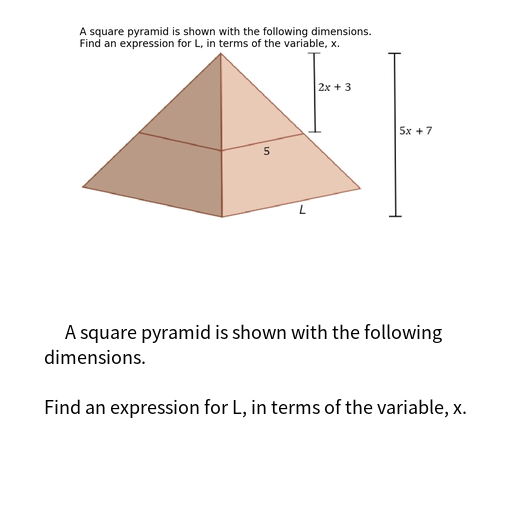 A square pyramid is shown with the following dimensions.
Find an expression for L, in terms of the variable, x.
2x + 3
5x + 7
5
L
A square pyramid is shown with the following
dimensions.
Find an expression for L, in terms of the variable, x.